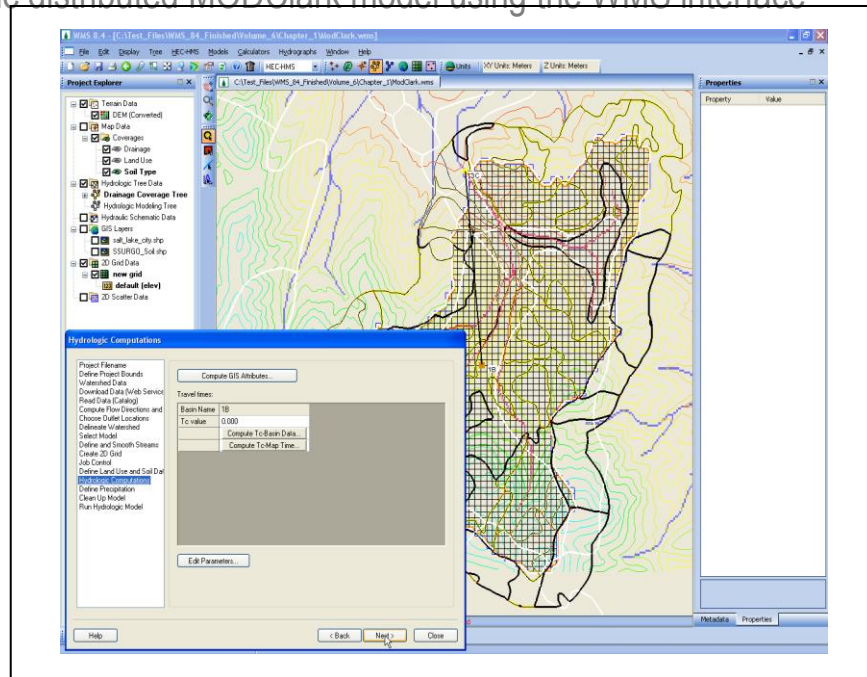 e distributed MODClark model using the WMS interface
WMS 8.4 - [C:\Test_Files\WMS_84_Finished\Volume_6\Chapter_1\ModClark.wms]
File Edit Display Tree HEC-HMS Models Calculators Hydrographs Window Help
HEC-HMS Units XY Units: Meters Z Units: Meters
Project Explorer
C:\Test_Files\WMS_84_Finished\Volume_6\Chapter_1\ModClark.wms
Properties
Property Value
Terrain Data
DEM (Converted)
Map Data
Coverages
Drainage
Land Use
Soil Type
Hydrologic Tree Data
Drainage Coverage Tree
Hydrologic Modeling Tree
Hydraulic Schematic Data
GIS Layers
salt_lake_city.shp
SSURGO_Soil.shp
2D Grid Data
new grid
default (elev)
2D Scatter Data
1B
Hydrologic Computations
Project Filename
Define Project Bounds
Watershed Data
Download Data (Web Service
Read Data (Catalog)
Compute Flow Directions and
Choose Outlet Locations
Delineate Watershed
Select Model
Define and Smooth Streams
Create 2D Grid
Job Control
Define Land Use and Soil Dat
Hydrologic Computations
Define Precipitation
Clean Up Model
Run Hydrologic Model
Compute GIS Attributes...
Travel times:
Basin Name 1B
Tc value 0.000
Compute Tc-Basin Data...
Compute Tc-Map Time...
Edit Parameters...
Help
< Back
Next >
Close
Metadata Properties